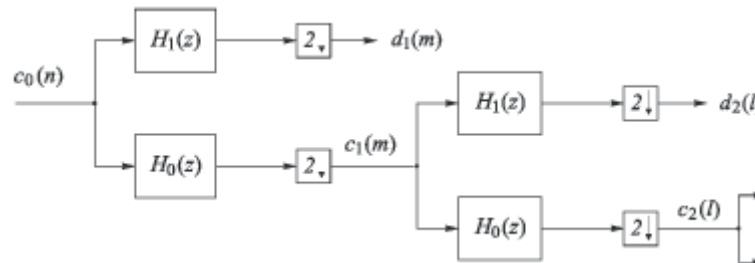 H₁(z) 2↓ d₁(m)
c₀(n) H₁(z) 2↓ d₂(l
H₀(z) 2↓ c₁(m)
H₀(z) 2↓ c₂(l)